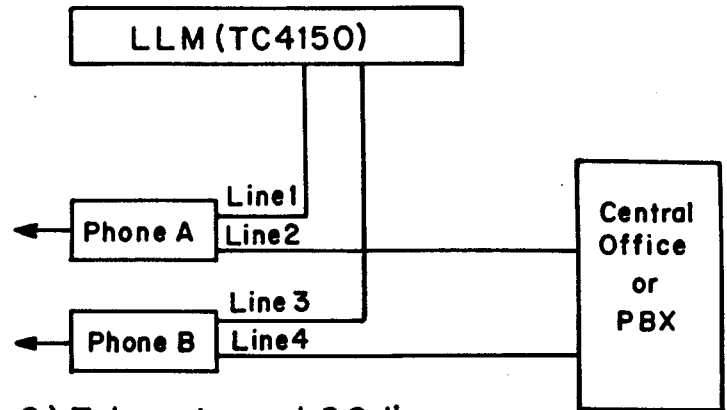 LLM (TC4150)
Line1
Phone A
Line2
Central
Office
or
PBX
Line 3
Phone B
Line4